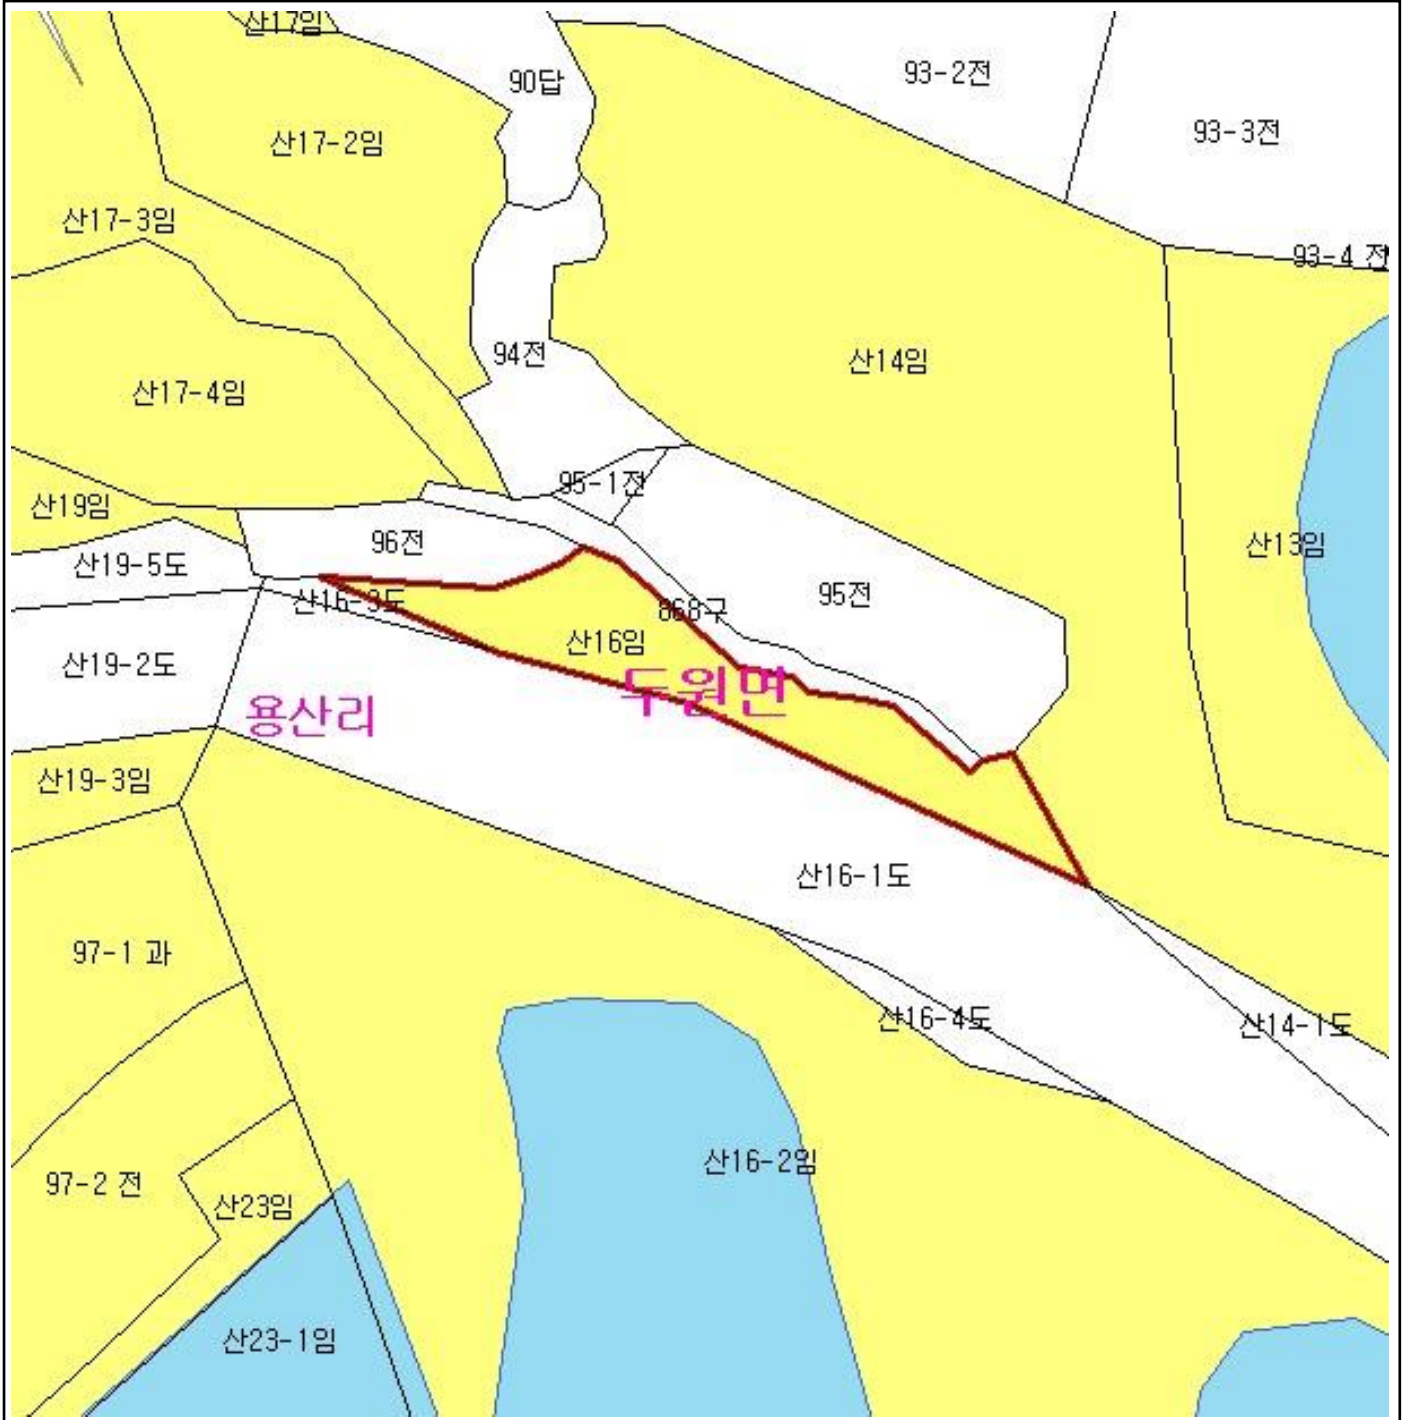 산17임
90답
93-2전
93-3전
산17-2임
산17-3임
93-4 전
94전
산14임
산17-4임
95-1전
산19임
96전
산13임
산19-5도
95전
산16-3도
868구
산16임
산19-2도
두원면
용산리
산19-3임
산16-1도
97-1 과
산16-4도
산14-1도
산16-2임
97-2 전
산23임
산23-1임